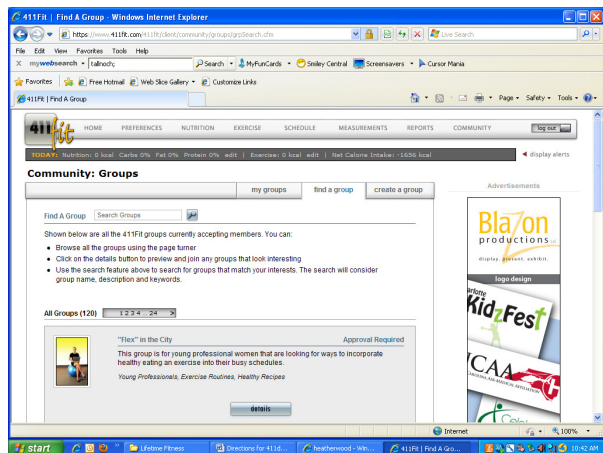 411Fit | Find A Group - Windows Internet Explorer
https://www.411fit.com/411fit/client/community/groups/grpSearch.cfm
Live Search
File Edit View Favorites Tools Help
mywebsearch tallnoch; Search MyFunCards Smiley Central Screensavers Cursor Mania
Favorites Free Hotmail Web Slice Gallery Customize Links
411Fit | Find A Group Page Safety Tools
411fit HOME PREFERENCES NUTRITION EXERCISE SCHEDULE MEASUREMENTS REPORTS COMMUNITY log out
TODAY: Nutrition: 0 kcal Carbs 0% Fat 0% Protein 0% edit | Exercise: 0 kcal edit | Net Calorie Intake: -1656 kcal
display alerts
Community: Groups
my groups find a group create a group
Advertisements
Find A Group Search Groups
Shown below are all the 411Fit groups currently accepting members. You can:
• Browse all the groups using the page turner
• Click on the details button to preview and join any groups that look interesting
• Use the search feature above to search for groups that match your interests. The search will consider
group name, description and keywords.
All Groups (120) 1 2 3 4 .. 24 >
"Flex" in the City Approval Required
This group is for young professional women that are looking for ways to incorporate
healthy eating an exercise into their busy schedules.
Young Professionals, Exercise Routines, Healthy Recipes
details
Blazon
productions
display. present. exhibit.
logo design
KidzFest
Internet 100%
start Lifetime Fitness Directions for 411d... heatherwood - Win... 411Fit | Find A Gro... 10:42 AM